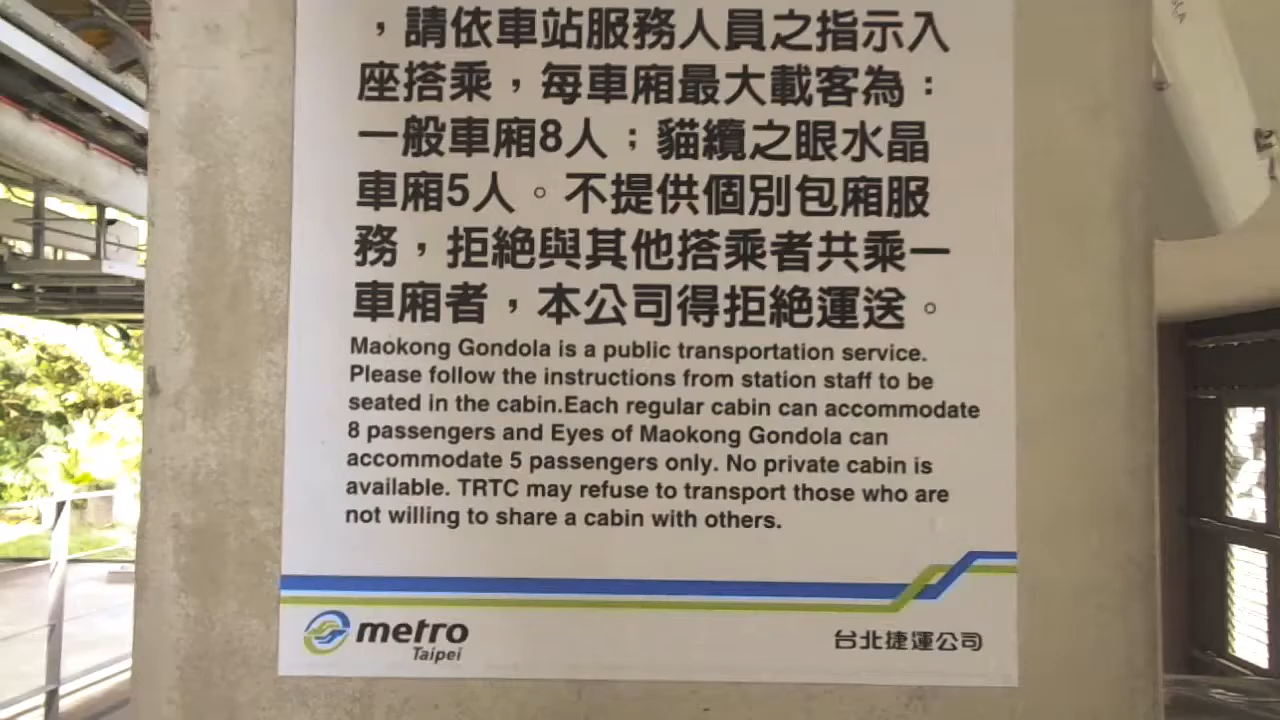 ，請依車站服務人員之指示入
座搭乘，每車廂最大載客為：
一般車廂8人；貓纜之眼水晶
車廂5人。不提供個別包廂服
務，拒絕與其他搭乘者共乘一
車廂者，本公司得拒絕運送。
Maokong Gondola is a public transportation service.
Please follow the instructions from station staff to be
seated in the cabin.Each regular cabin can accommodate
8 passengers and Eyes of Maokong Gondola can
accommodate 5 passengers only. No private cabin is
available. TRTC may refuse to transport those who are
not willing to share a cabin with others.
metro
Taipei
台北捷運公司